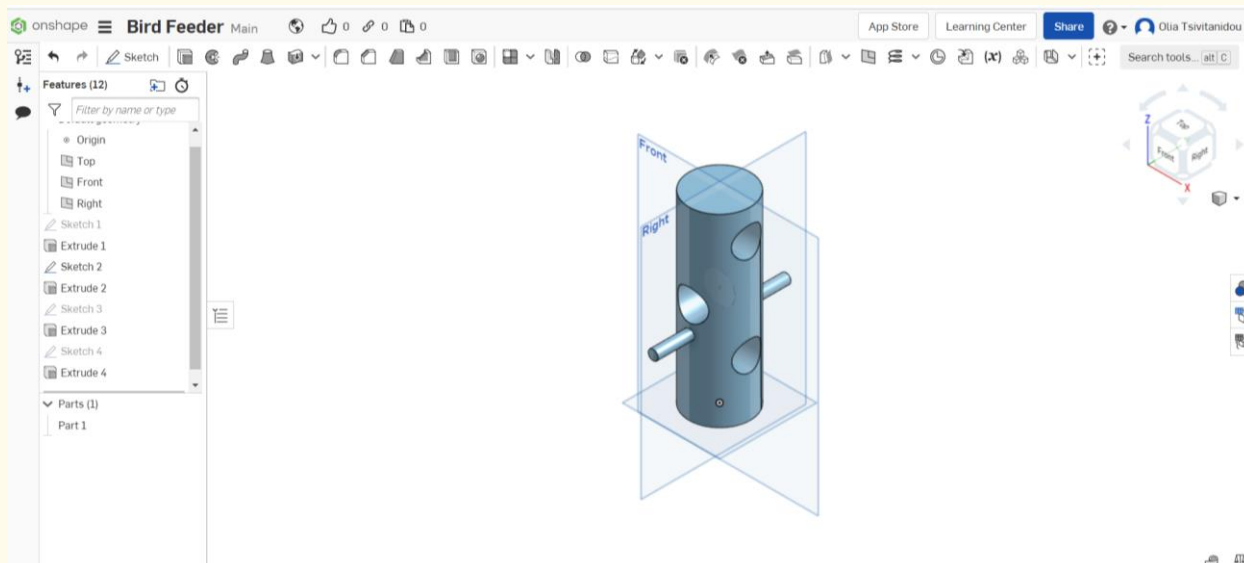 onshape Bird Feeder Main 0 0 0 App Store Learning Center Share Olia Tsivitanidou
Sketch Search tools... alt C
Features (12)
Filter by name or type
Origin
Top
Front
Right
Sketch 1
Extrude 1
Sketch 2
Extrude 2
Sketch 3
Extrude 3
Sketch 4
Extrude 4
Parts (1)
Part 1
Front
Right
Z
Top
Front
Right
X